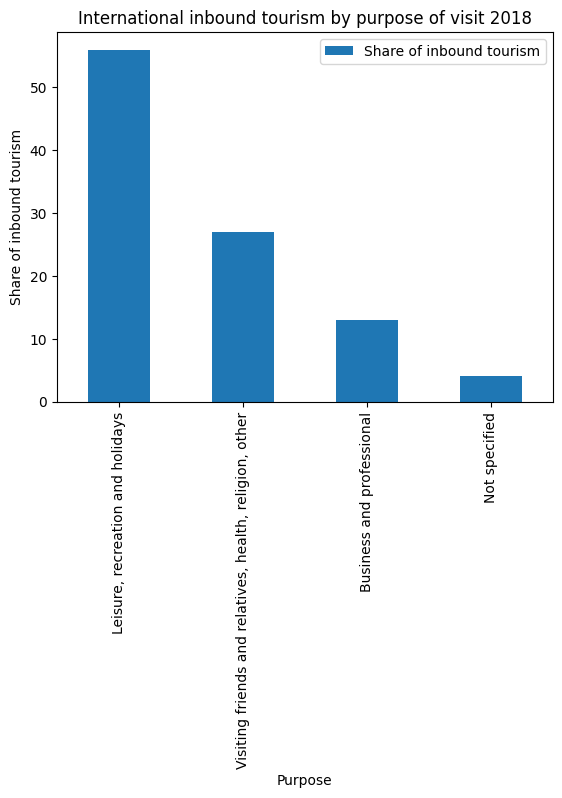 International inbound tourism by purpose of visit 2018
Share of inbound tourism
Share of inbound tourism
50
40
30
20
10
0
Leisure, recreation and holidays
Visiting friends and relatives, health, religion, other
Business and professional
Not specified
Purpose